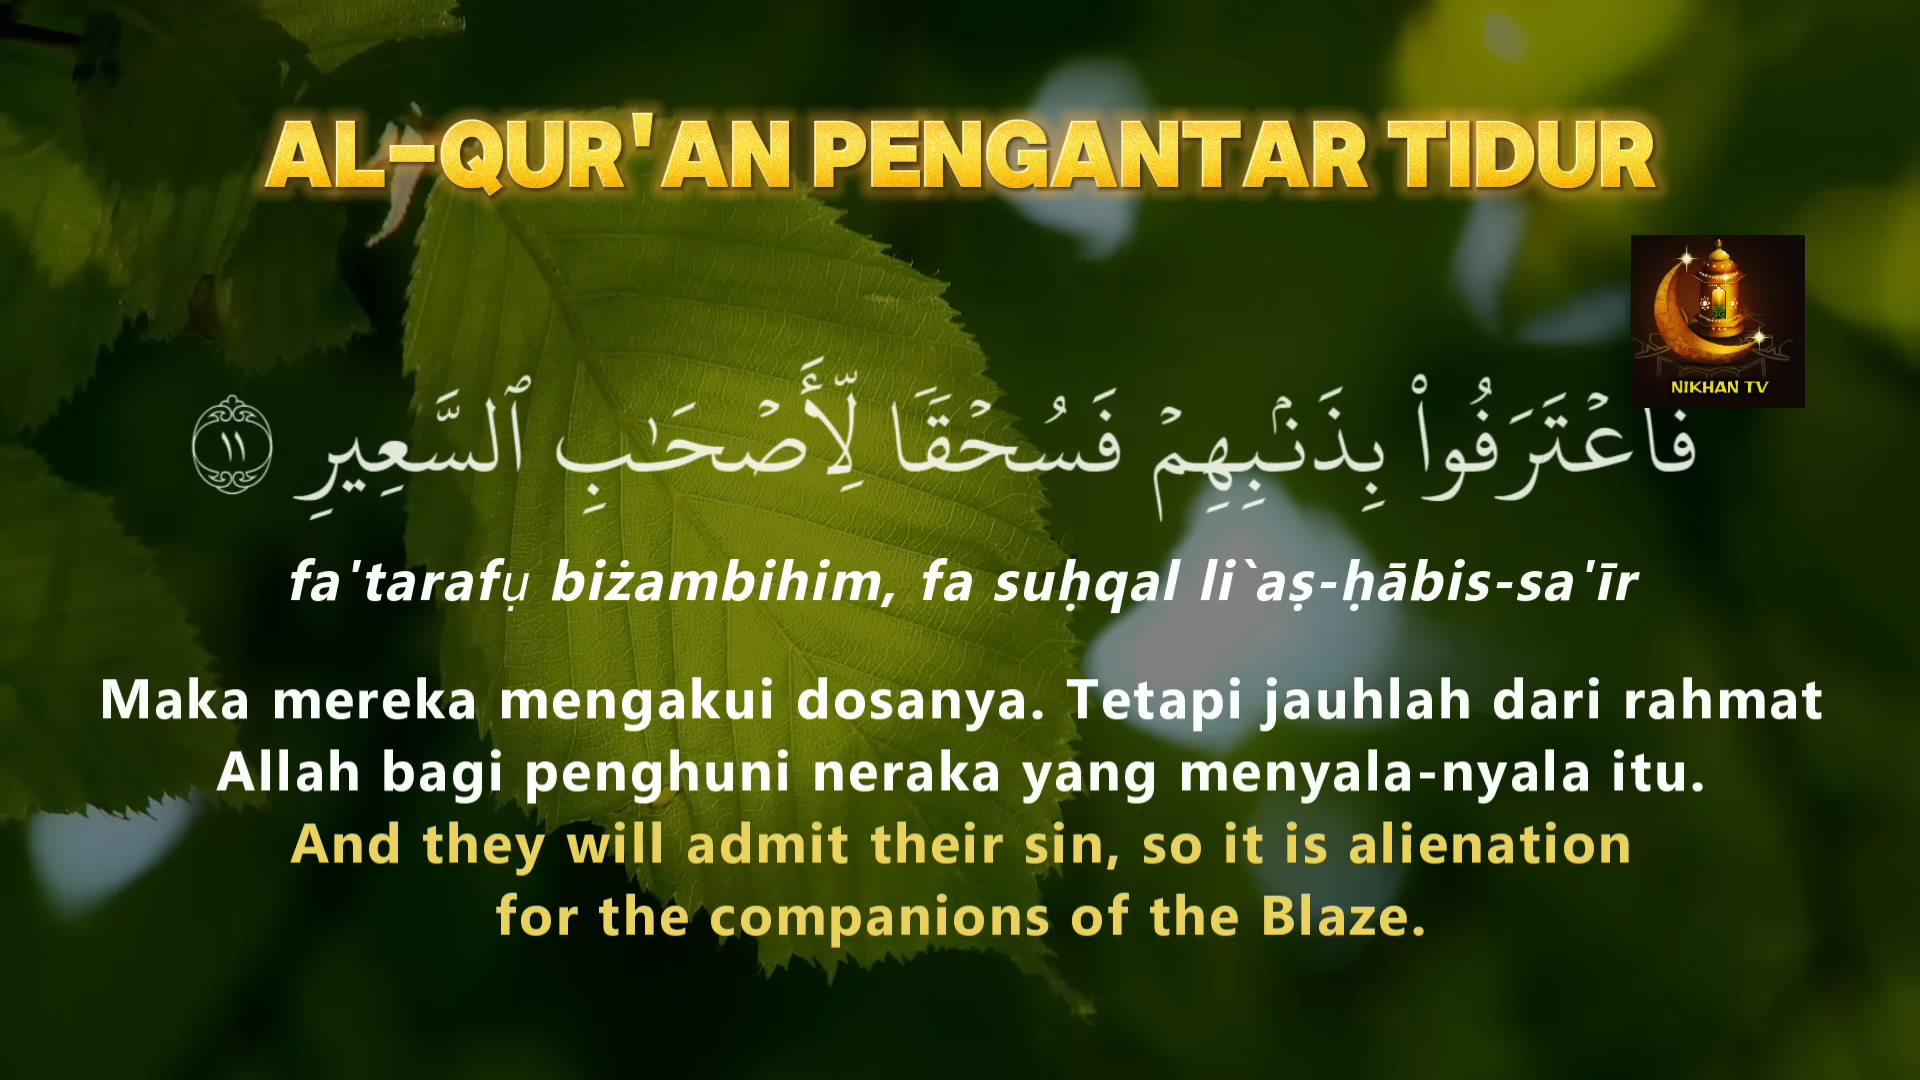 AL-QUR'AN PENGANTAR TIDUR
NIKHAN TV
فَٱعْتَرَفُوا۟ بِذَنۢبِهِمْ فَسُحْقًا لِّأَصْحَـٰبِ ٱلسَّعِيرِ ١١
fa'tarafụ biżambihim, fa suḥqal li`aṣ-ḥābis-sa'īr
Maka mereka mengakui dosanya. Tetapi jauhlah dari rahmat
Allah bagi penghuni neraka yang menyala-nyala itu.
And they will admit their sin, so it is alienation
for the companions of the Blaze.